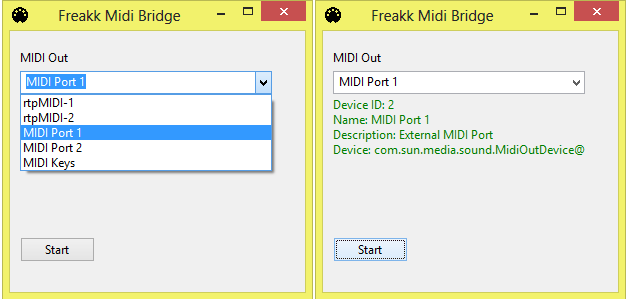 Freakk Midi Bridge
MIDI Out
MIDI Port 1
rtpMIDI-1
rtpMIDI-2
MIDI Port 1
MIDI Port 2
MIDI Keys
Start
Freakk Midi Bridge
MIDI Out
MIDI Port 1
Device ID: 2
Name: MIDI Port 1
Description: External MIDI Port
Device: com.sun.media.sound.MidiOutDevice@
Start